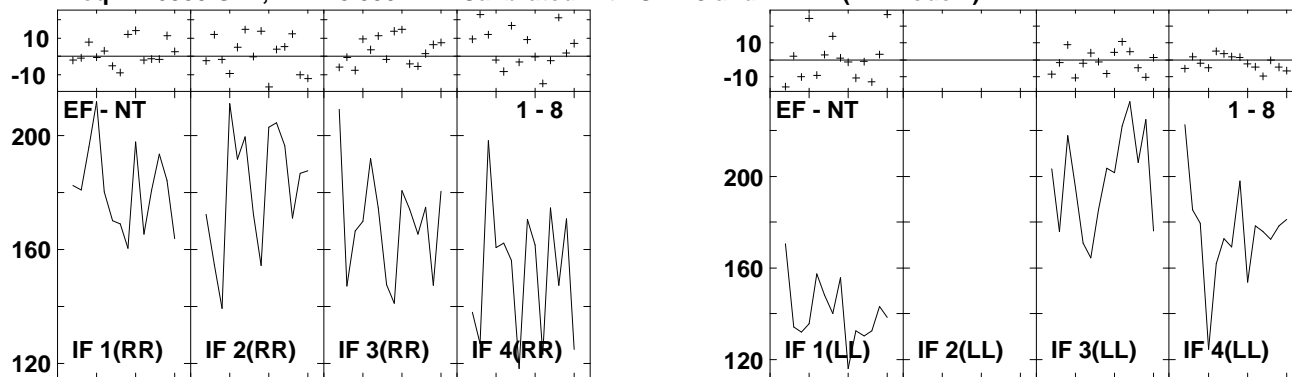 10
-10
EF - NT
1 - 8
200
160
120
IF 1(RR)
IF 2(RR)
IF 3(RR)
IF 4(RR)
10
-10
EF - NT
1 - 8
200
160
120
IF 1(LL)
IF 2(LL)
IF 3(LL)
IF 4(LL)